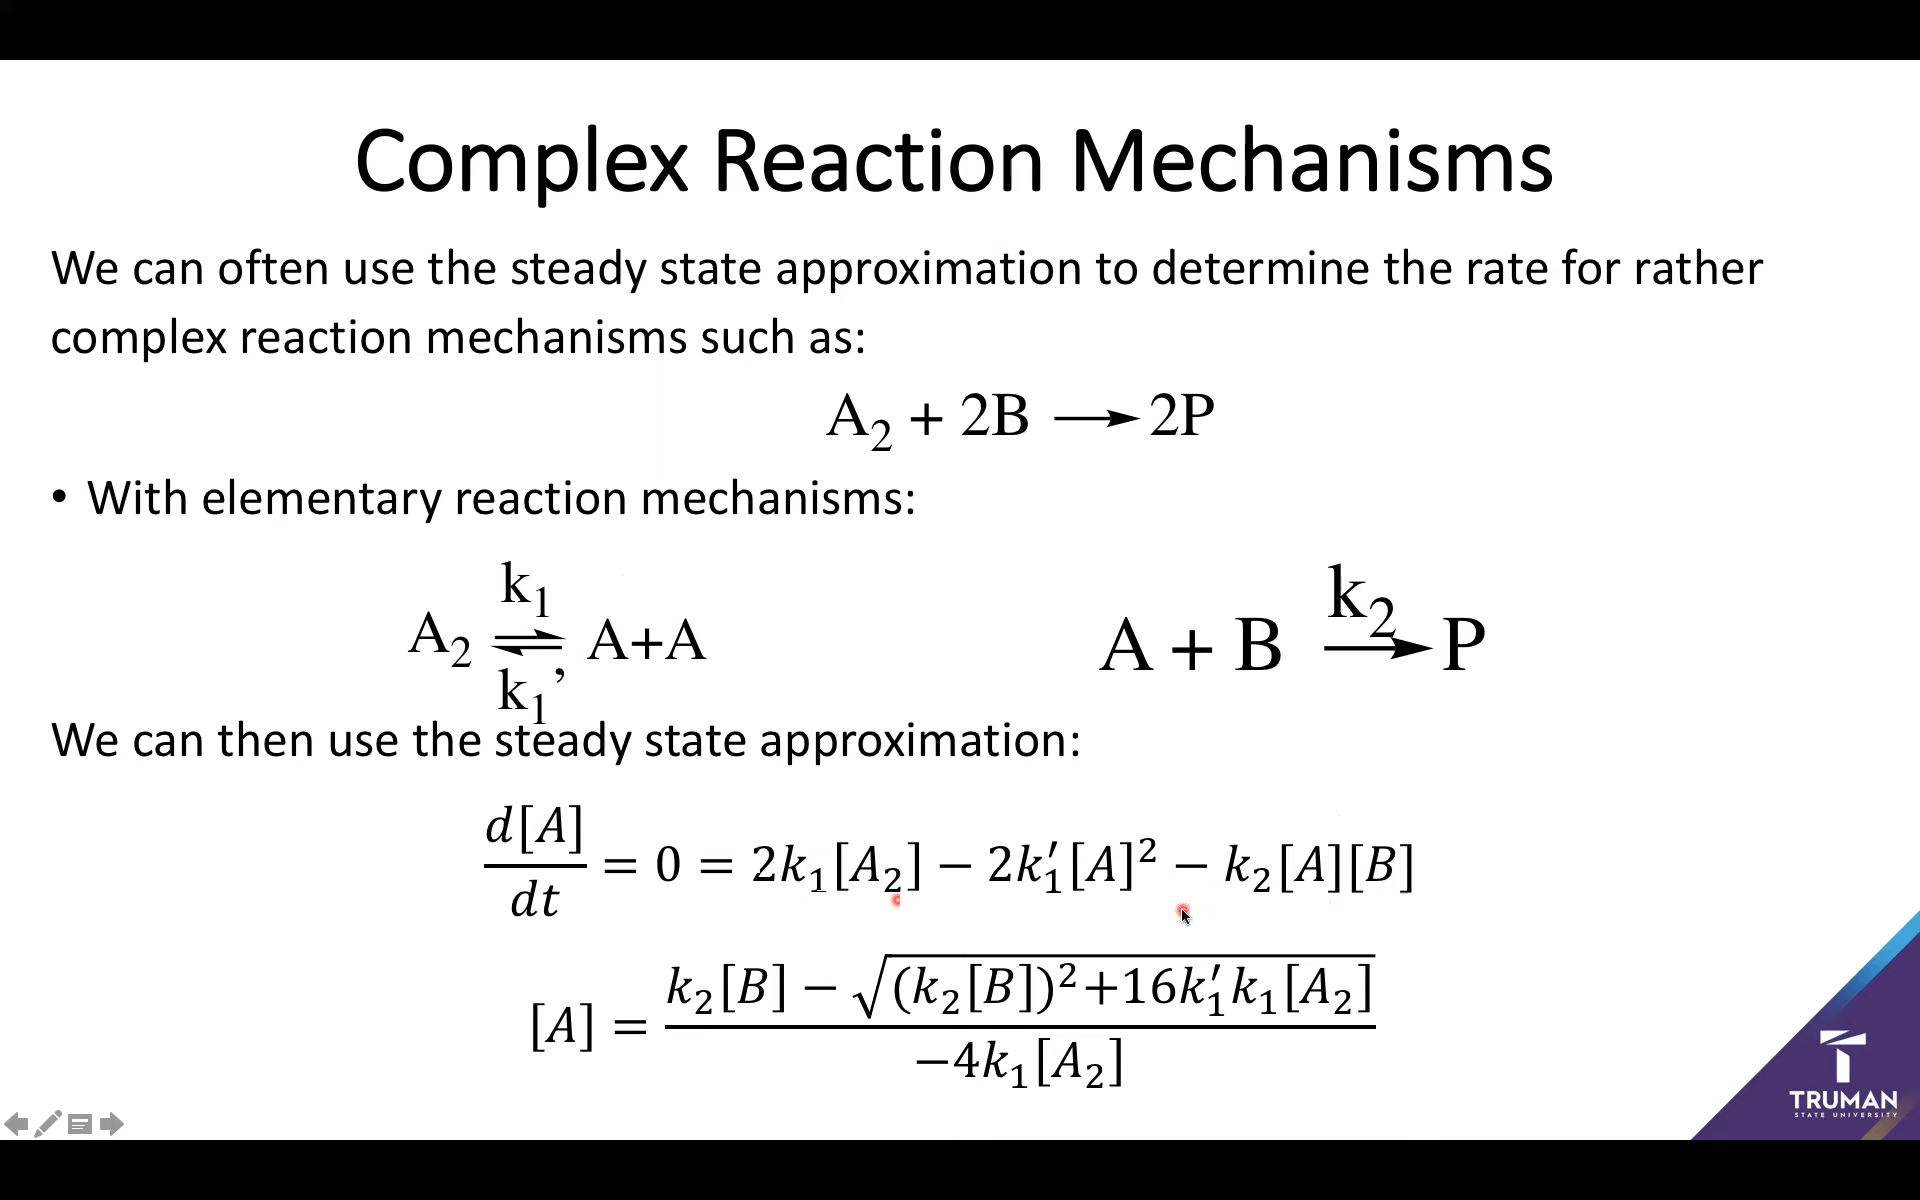 Complex Reaction Mechanisms
We can often use the steady state approximation to determine the rate for rather
complex reaction mechanisms such as:
A₂ + 2B ⟶ 2P
• With elementary reaction mechanisms:
A₂ ⇌ A+A
k₁
k₁’
A + B ⟶ P
k₂
We can then use the steady state approximation:
d[A]/dt = 0 = 2k₁[A₂] − 2k₁′[A]² − k₂[A][B]
[A] = (k₂[B] − √((k₂[B])²+16k₁′k₁[A₂])) / (−4k₁[A₂])
TRUMAN
STATE UNIVERSITY